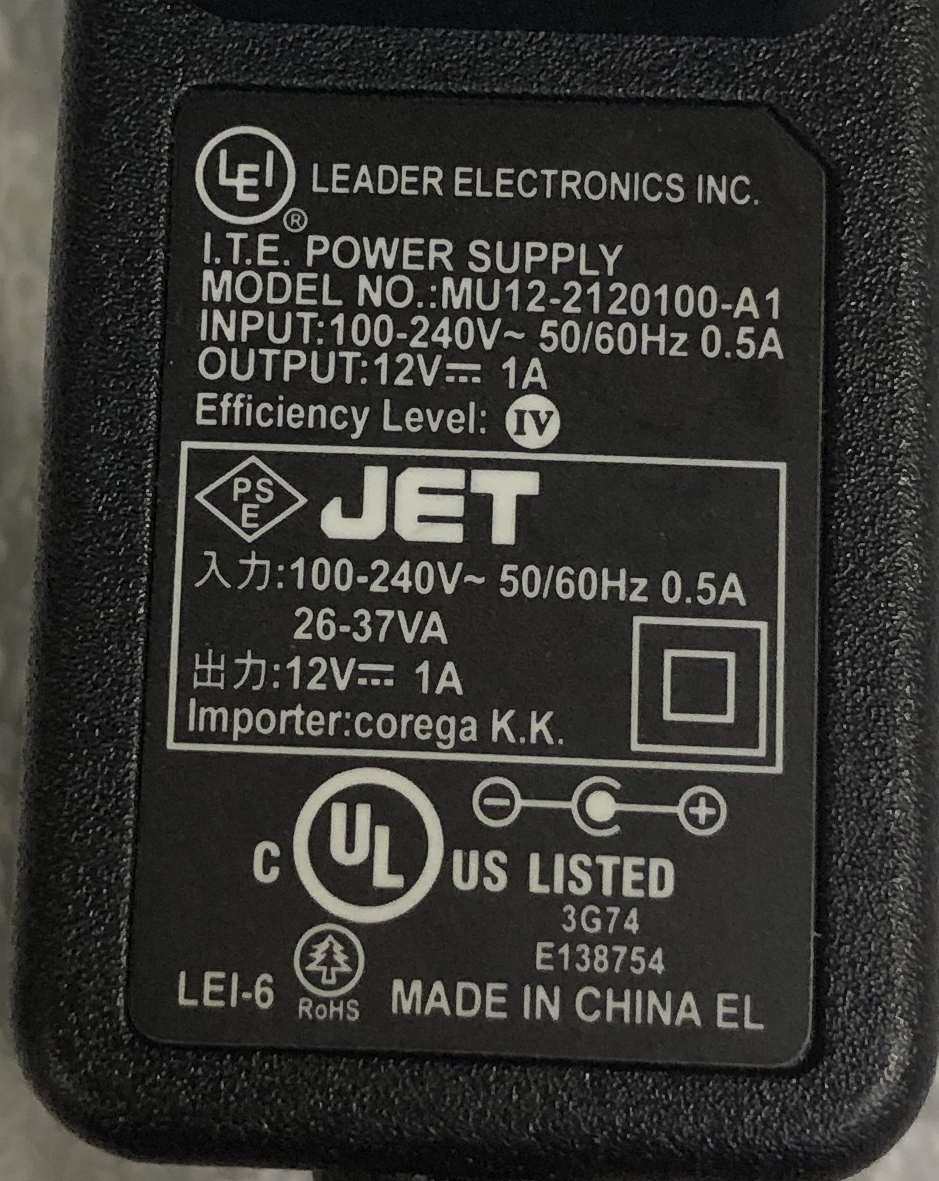 LEI LEADER ELECTRONICS INC.
®
I.T.E. POWER SUPPLY
MODEL NO.:MU12-2120100-A1
INPUT:100-240V~ 50/60Hz 0.5A
OUTPUT:12V⎓ 1A
Efficiency Level: IV
PSE JET
入力:100-240V~ 50/60Hz 0.5A
26-37VA
出力:12V⎓ 1A
Importer:corega K.K.
C UL US LISTED
3G74
E138754
LEI-6 RoHS MADE IN CHINA EL